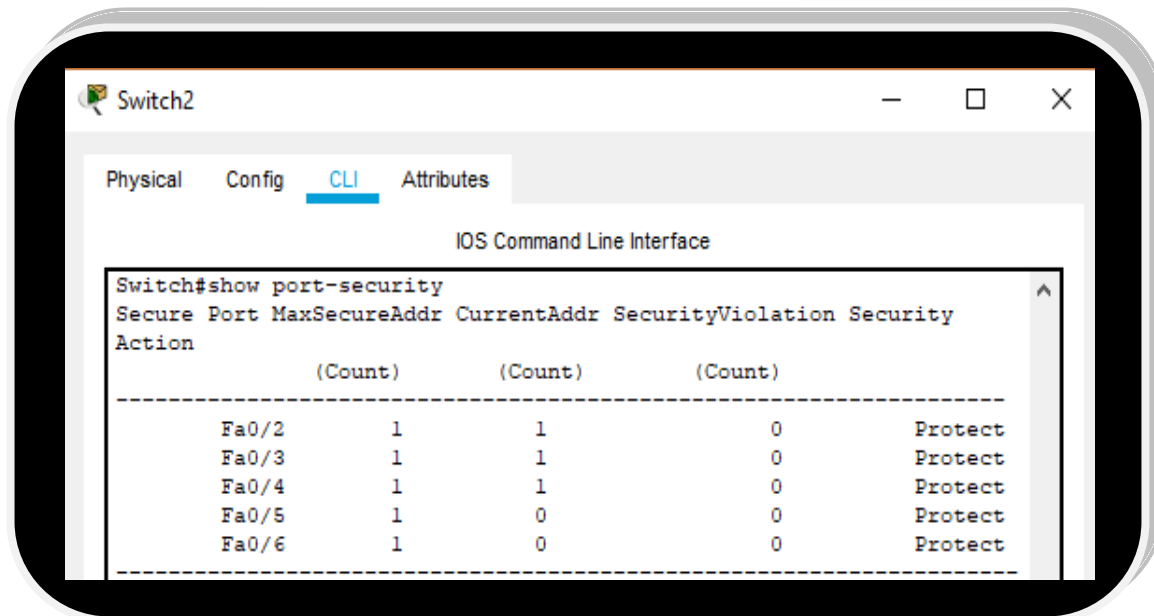 Switch2
Physical Config CLI Attributes
IOS Command Line Interface
Switch#show port-security
Secure Port MaxSecureAddr CurrentAddr SecurityViolation Security
Action
(Count) (Count) (Count)
--------------------------------------------------------------------
Fa0/2 1 1 0 Protect
Fa0/3 1 1 0 Protect
Fa0/4 1 1 0 Protect
Fa0/5 1 0 0 Protect
Fa0/6 1 0 0 Protect
---------------------------------------------------------------------